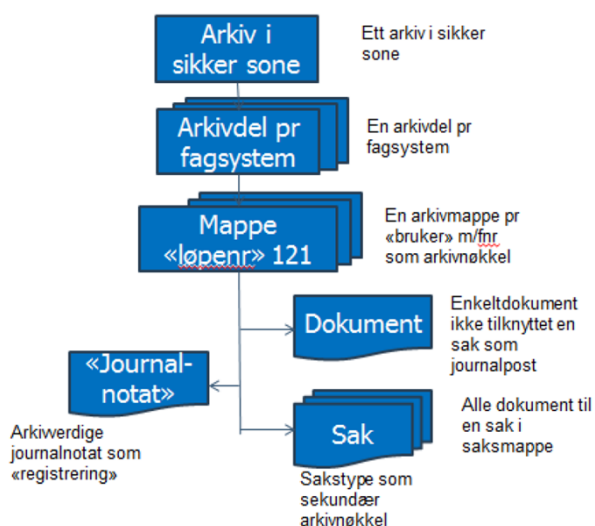 Arkiv i
sikker sone
Ett arkiv i sikker
sone
Arkivdel pr
fagsystem
En arkivdel pr
fagsystem
Mappe
«løpenr» 121
En arkivmappe pr
«bruker» m/fnr
som arkivnøkkel
Dokument
Enkeltdokument
ikke tilknyttet en
sak som
journalpost
«Journal-
notat»
Arkivverdige
journalnotat som
«registrering»
Sak
Alle dokument til
en sak i
saksmappe
Sakstype som
sekundær
arkivnøkkel